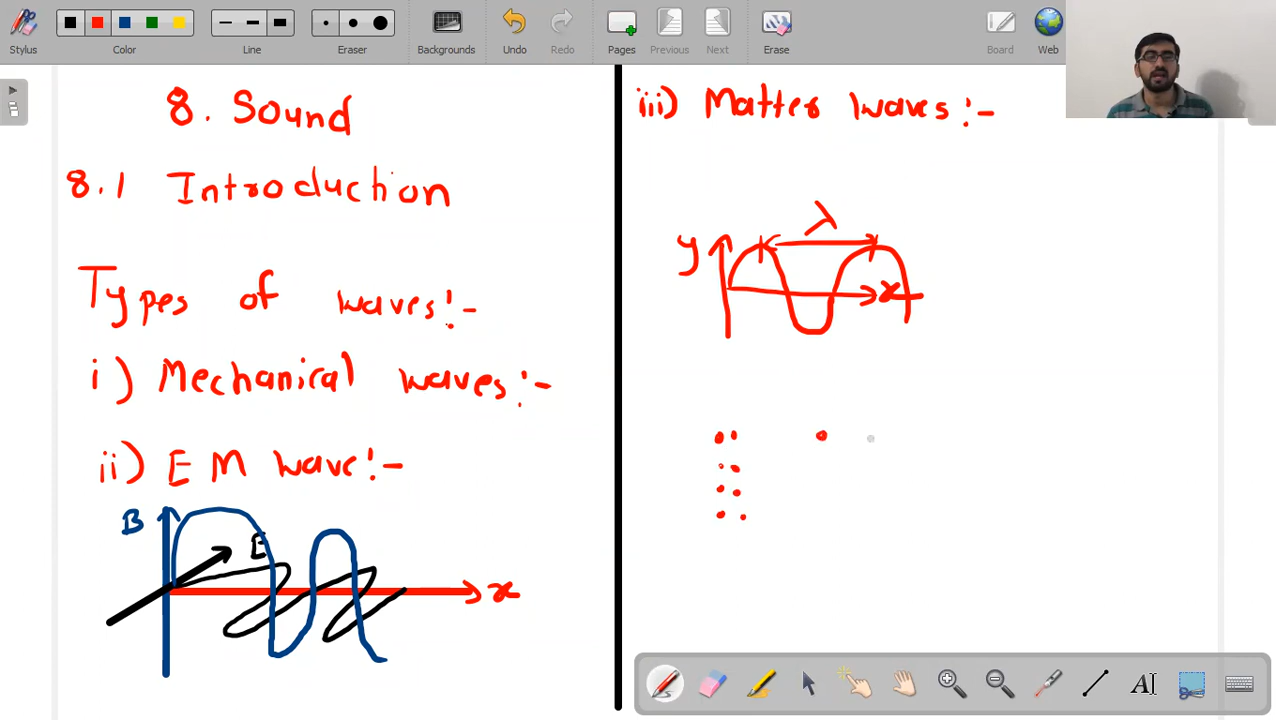 Stylus
Color
Line
Eraser
Backgrounds
Undo
Redo
Pages
Previous
Next
Erase
Board
Web
8. Sound
8.1 Introduction
Types of waves:-
i) Mechanical waves:-
ii) EM wave:-
B
E
x
iii) Matter waves:-
λ
y
x
A